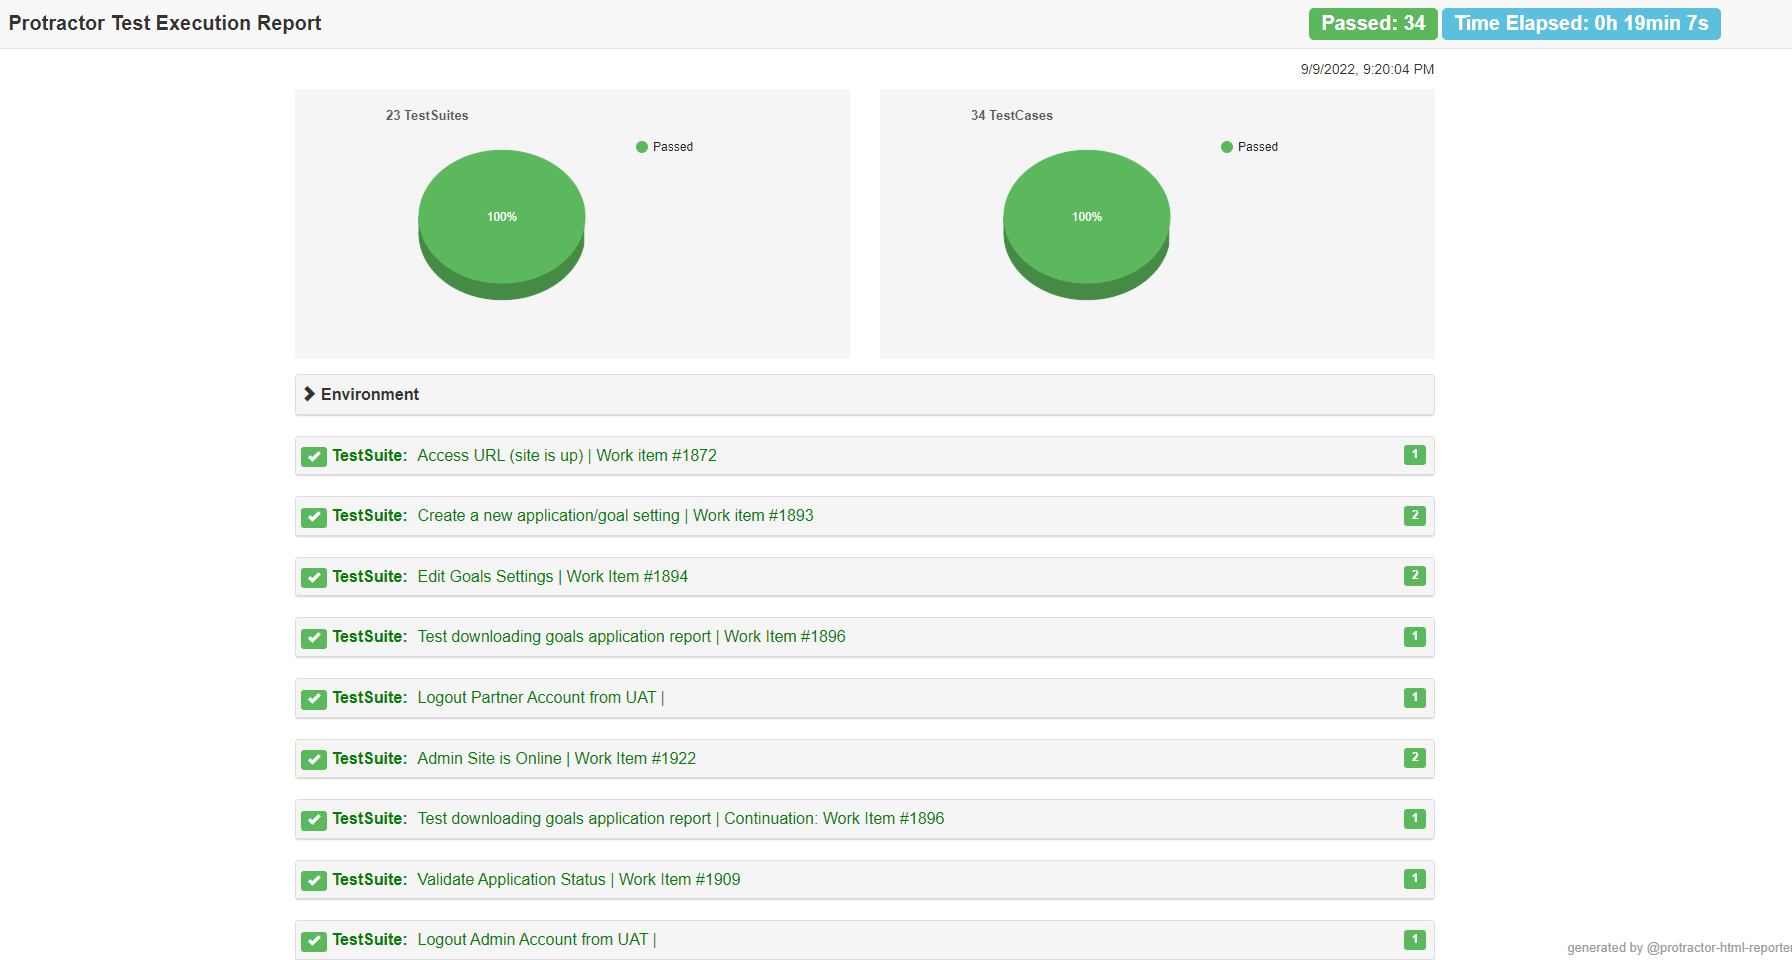 Protractor Test Execution Report
Passed: 34 Time Elapsed: 0h 19min 7s
9/9/2022, 9:20:04 PM
23 TestSuites
Passed
100%
34 TestCases
Passed
100%
Environment
TestSuite: Access URL (site is up) | Work item #1872 1
TestSuite: Create a new application/goal setting | Work item #1893 2
TestSuite: Edit Goals Settings | Work Item #1894 2
TestSuite: Test downloading goals application report | Work Item #1896 1
TestSuite: Logout Partner Account from UAT | 1
TestSuite: Admin Site is Online | Work Item #1922 2
TestSuite: Test downloading goals application report | Continuation: Work Item #1896 1
TestSuite: Validate Application Status | Work Item #1909 1
TestSuite: Logout Admin Account from UAT | 1
generated by @protractor-html-reporter